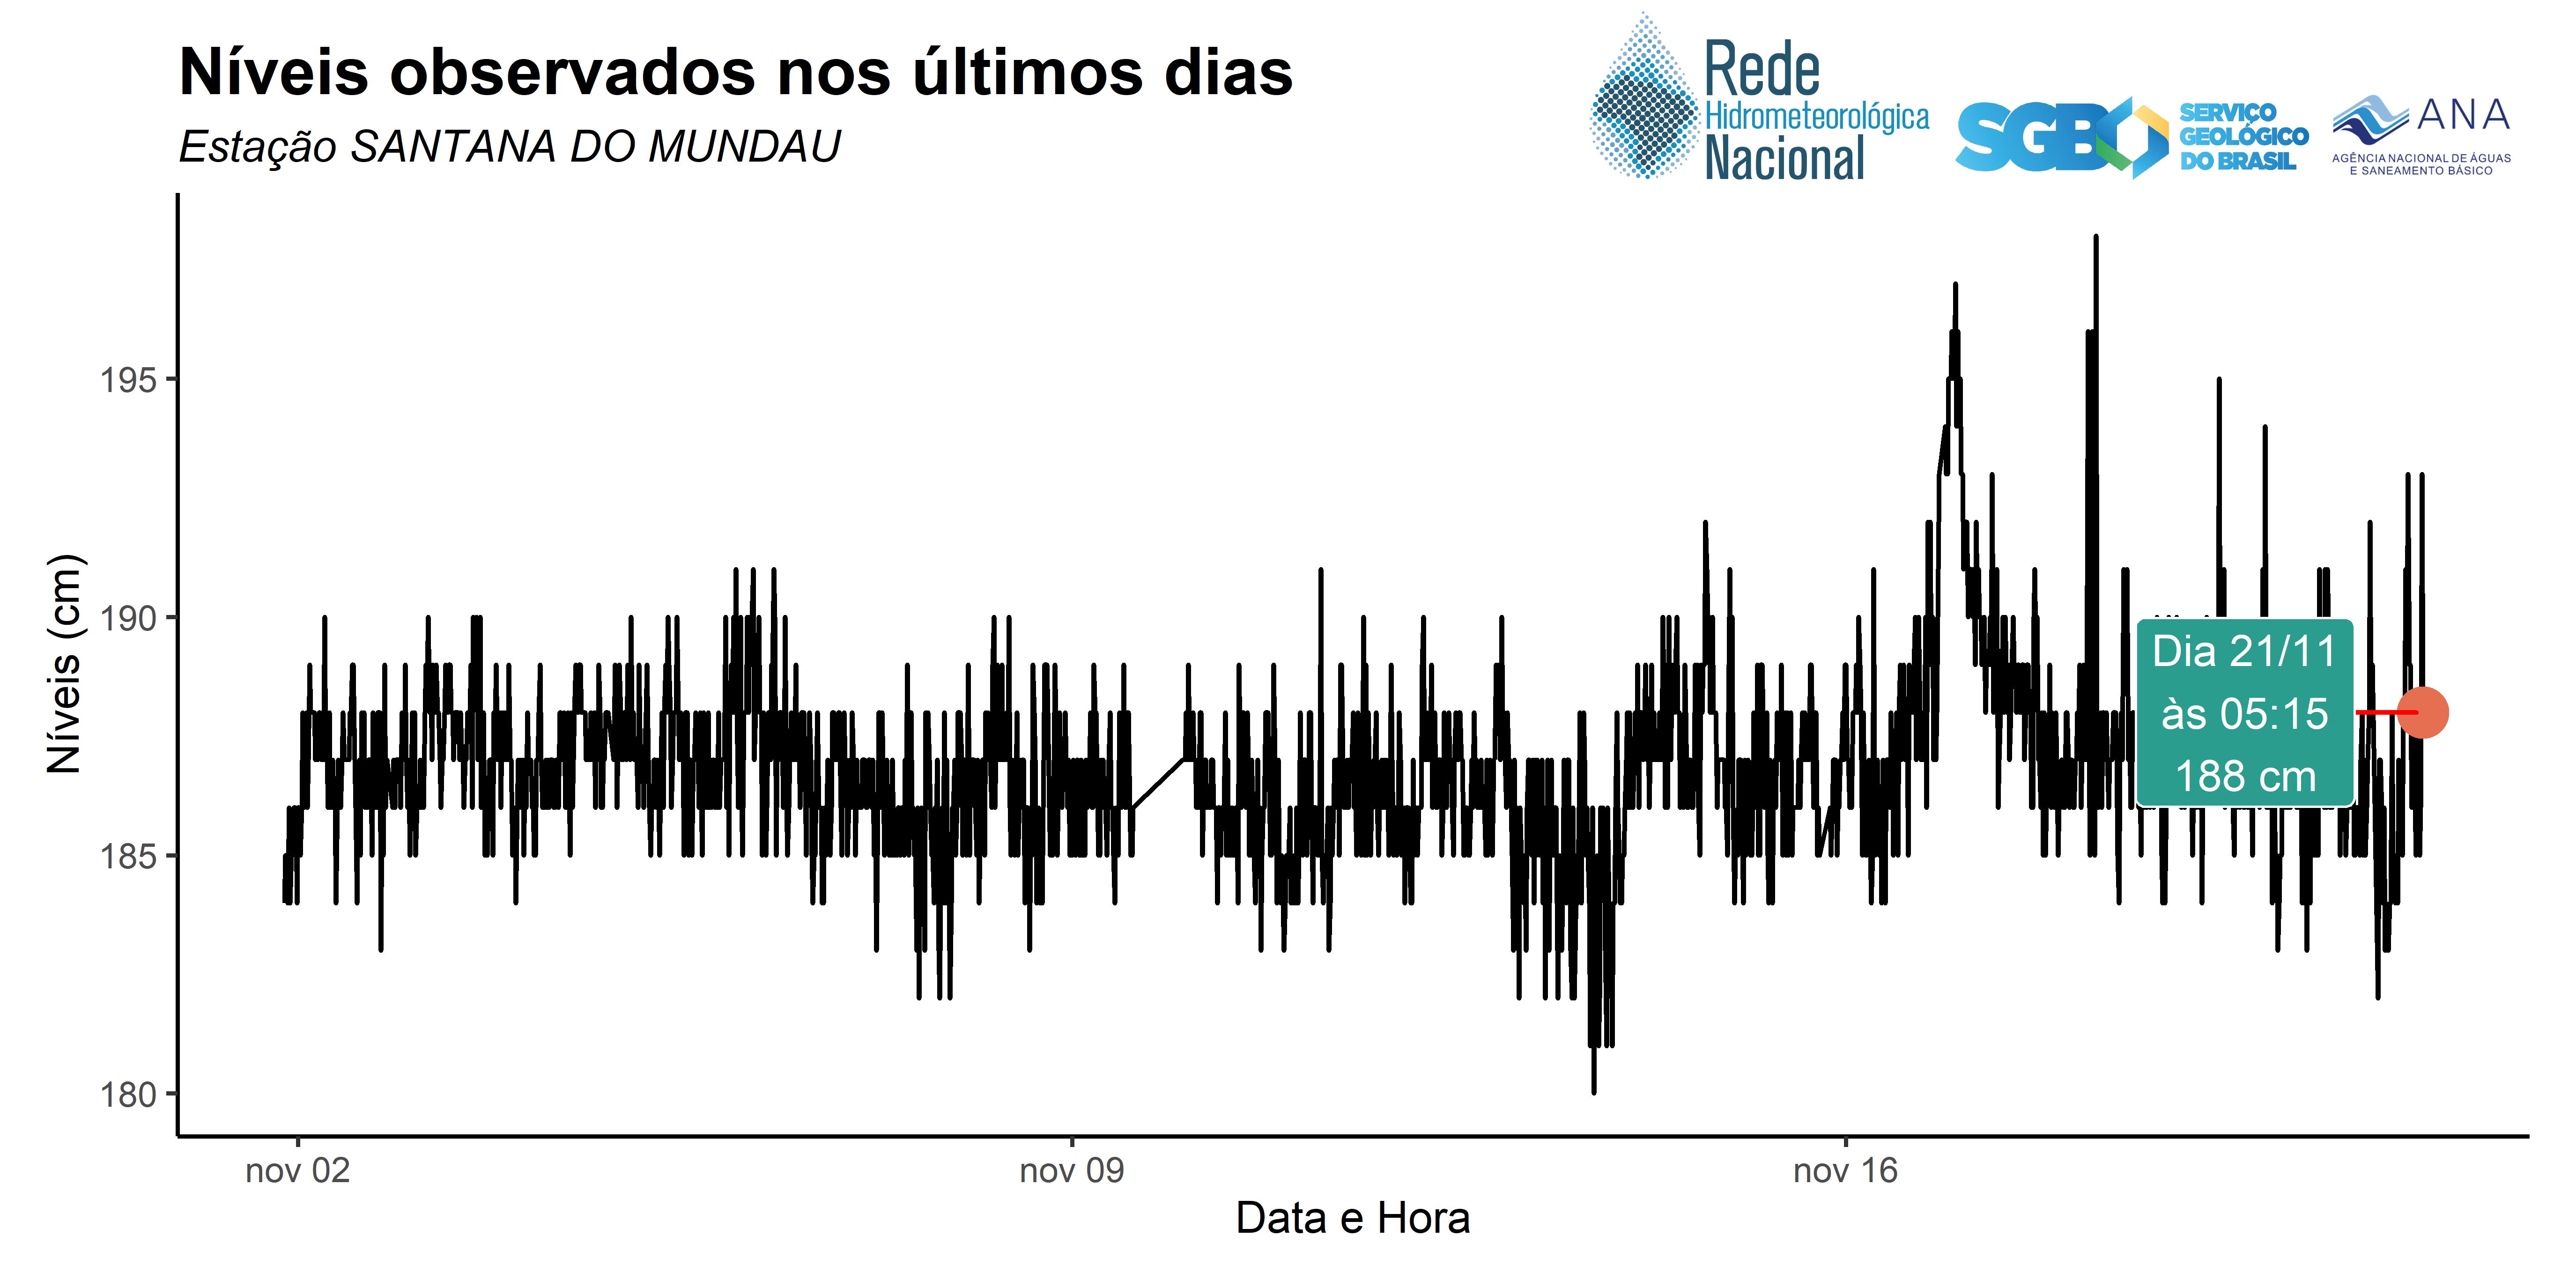 Níveis observados nos últimos dias
Estação SANTANA DO MUNDAU
Rede
Hidrometeorológica
Nacional
SGB
SERVIÇO
GEOLÓGICO
DO BRASIL
ANA
AGÊNCIA NACIONAL DE ÁGUAS
E SANEAMENTO BÁSICO
Níveis (cm)
195
190
185
180
Dia 21/11
às 05:15
188 cm
nov 02
nov 09
nov 16
Data e Hora